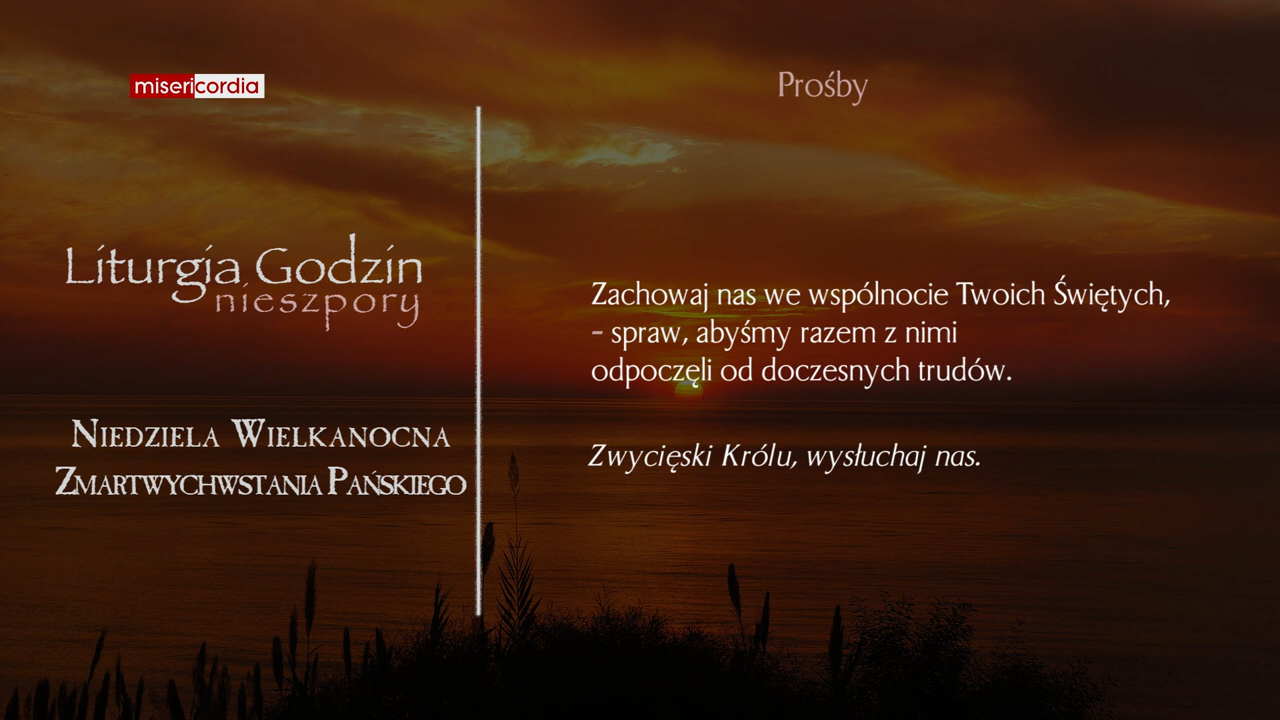 misericordia
Prośby
Liturgia Godzin
nieszpory
Niedziela Wielkanocna
Zmartwychwstania Pańskiego
Zachowaj nas we wspólnocie Twoich Świętych,
- spraw, abyśmy razem z nimi
odpoczęli od doczesnych trudów.
Zwycięski Królu, wysłuchaj nas.